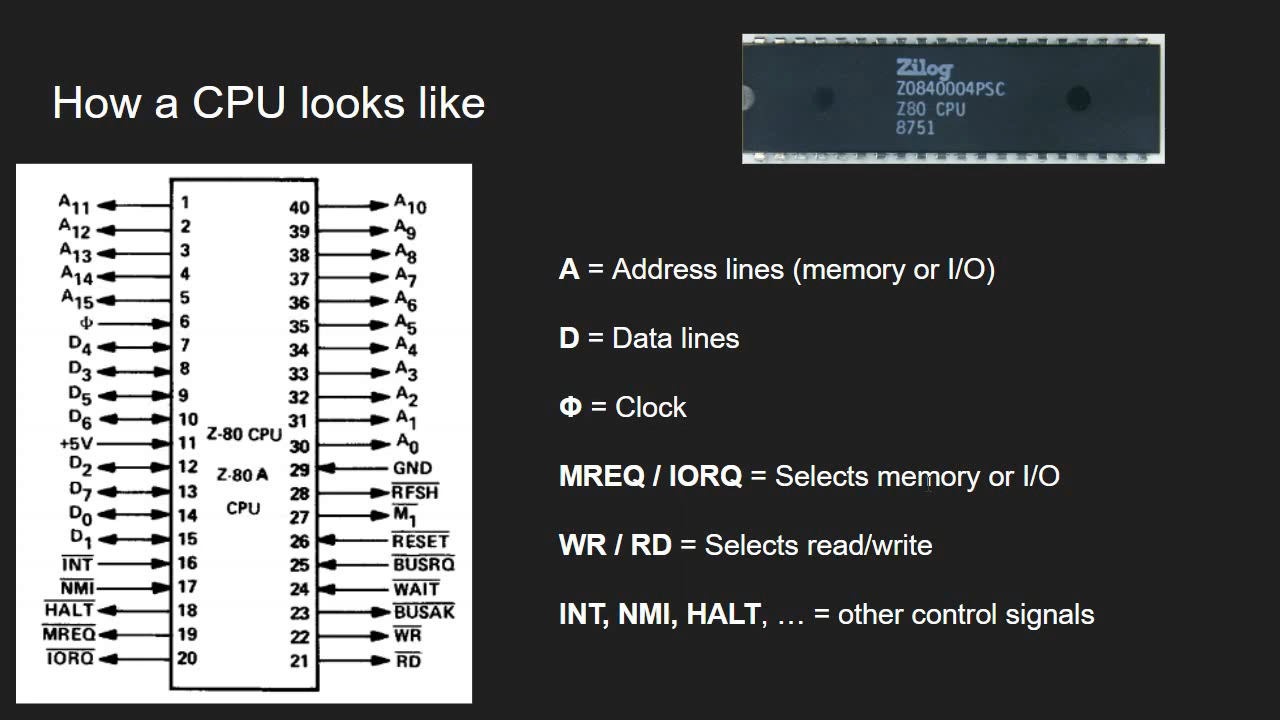 How a CPU looks like
Zilog
Z0840004PSC
Z80 CPU
8751
A11 1 40 A10
A12 2 39 A9
A13 3 38 A8
A14 4 37 A7
A15 5 36 A6
Φ 6 35 A5
D4 7 34 A4
D3 8 33 A3
D5 9 32 A2
D6 10 31 A1
+5V 11 30 A0
D2 12 29 GND
D7 13 28 RFSH
D0 14 27 M1
D1 15 26 RESET
INT 16 25 BUSRQ
NMI 17 24 WAIT
HALT 18 23 BUSAK
MREQ 19 22 WR
IORQ 20 21 RD
Z-80 CPU
Z-80 A
CPU
A = Address lines (memory or I/O)
D = Data lines
Φ = Clock
MREQ / IORQ = Selects memory or I/O
WR / RD = Selects read/write
INT, NMI, HALT, … = other control signals